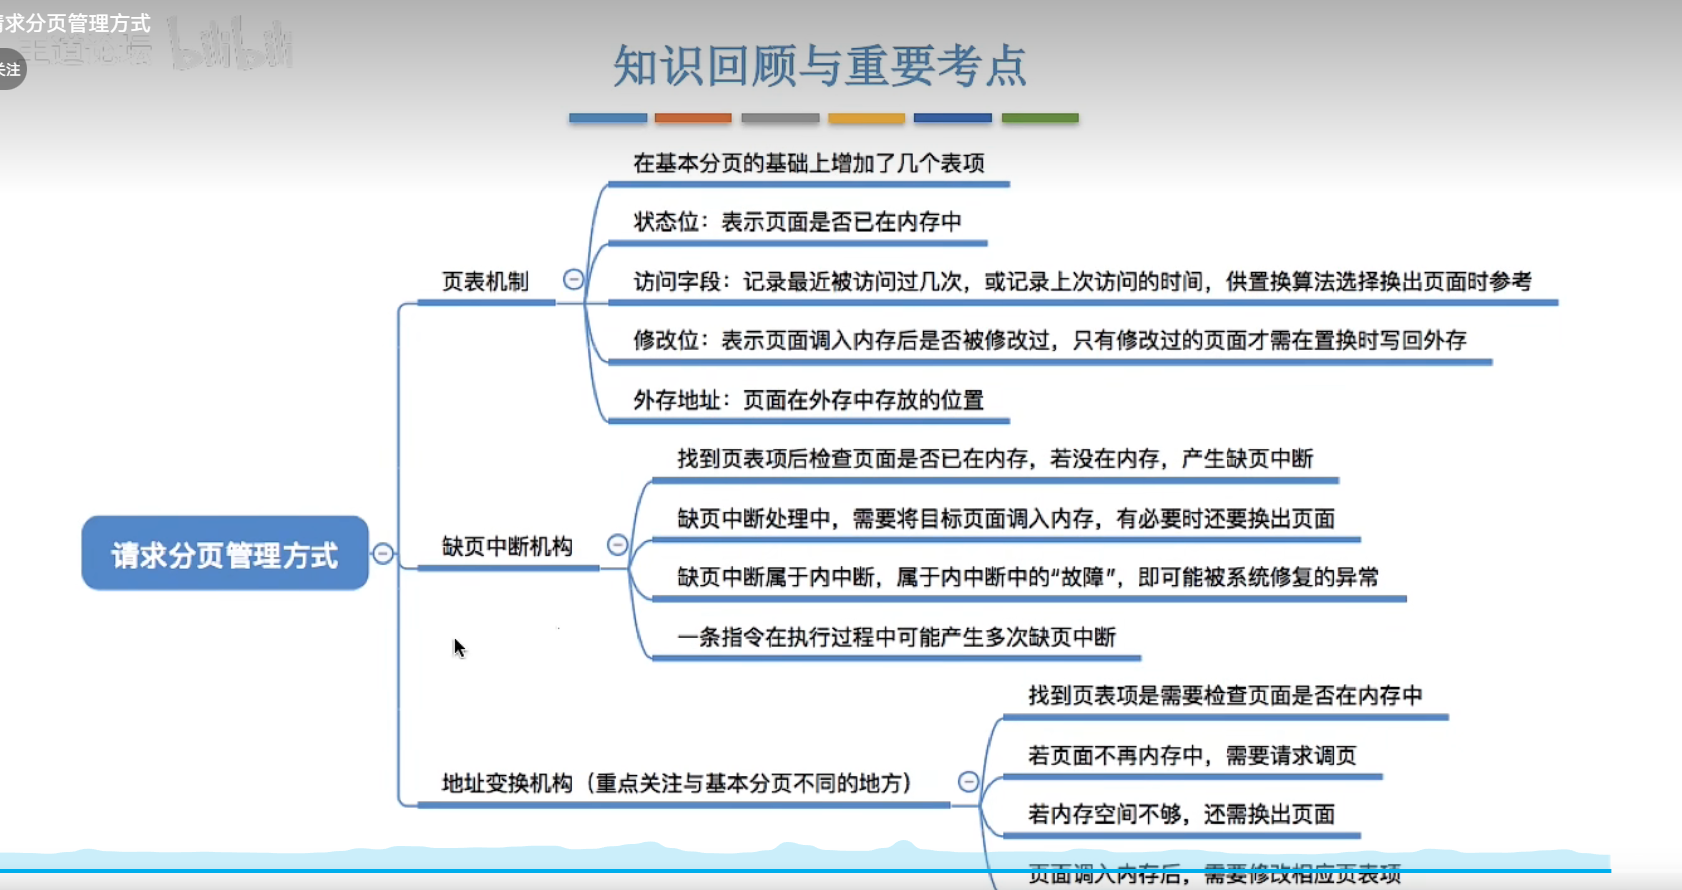 请求分页管理方式
王道论坛 bilibili
关注
知识回顾与重要考点
在基本分页的基础上增加了几个表项
状态位：表示页面是否已在内存中
页表机制
访问字段：记录最近被访问过几次，或记录上次访问的时间，供置换算法选择换出页面时参考
修改位：表示页面调入内存后是否被修改过，只有修改过的页面才需在置换时写回外存
外存地址：页面在外存中存放的位置
找到页表项后检查页面是否已在内存，若没在内存，产生缺页中断
缺页中断处理中，需要将目标页面调入内存，有必要时还要换出页面
缺页中断机构
缺页中断属于内中断，属于内中断中的“故障”，即可能被系统修复的异常
一条指令在执行过程中可能产生多次缺页中断
请求分页管理方式
找到页表项是需要检查页面是否在内存中
若页面不再内存中，需要请求调页
地址变换机构（重点关注与基本分页不同的地方）
若内存空间不够，还需换出页面
页面调入内存后，需要修改相应页表项